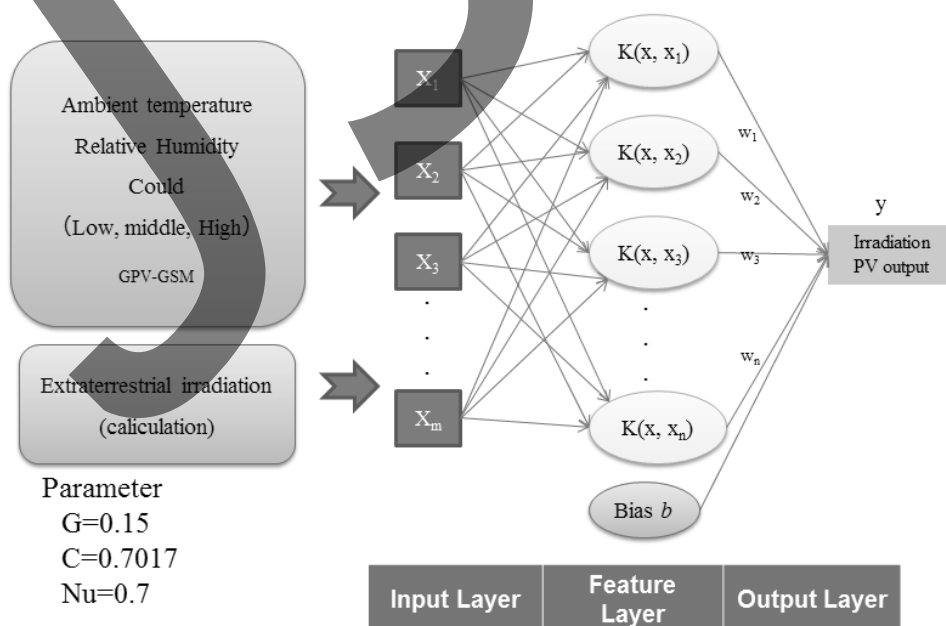 Ambient temperature
Relative Humidity
Could
(Low, middle, High)
GPV-GSM
Extraterrestrial irradiation
(caliculation)
Parameter
G=0.15
C=0.7017
Nu=0.7
X₁
X₂
X₃
Xₘ
K(x, x₁)
K(x, x₂)
K(x, x₃)
K(x, xₙ)
Bias b
w₁
w₂
w₃
wₙ
y
Irradiation
PV output
Input Layer
Feature
Layer
Output Layer